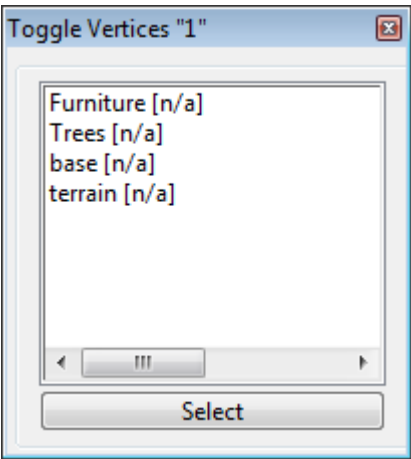 Toggle Vertices "1"
Furniture [n/a]
Trees [n/a]
base [n/a]
terrain [n/a]
Select